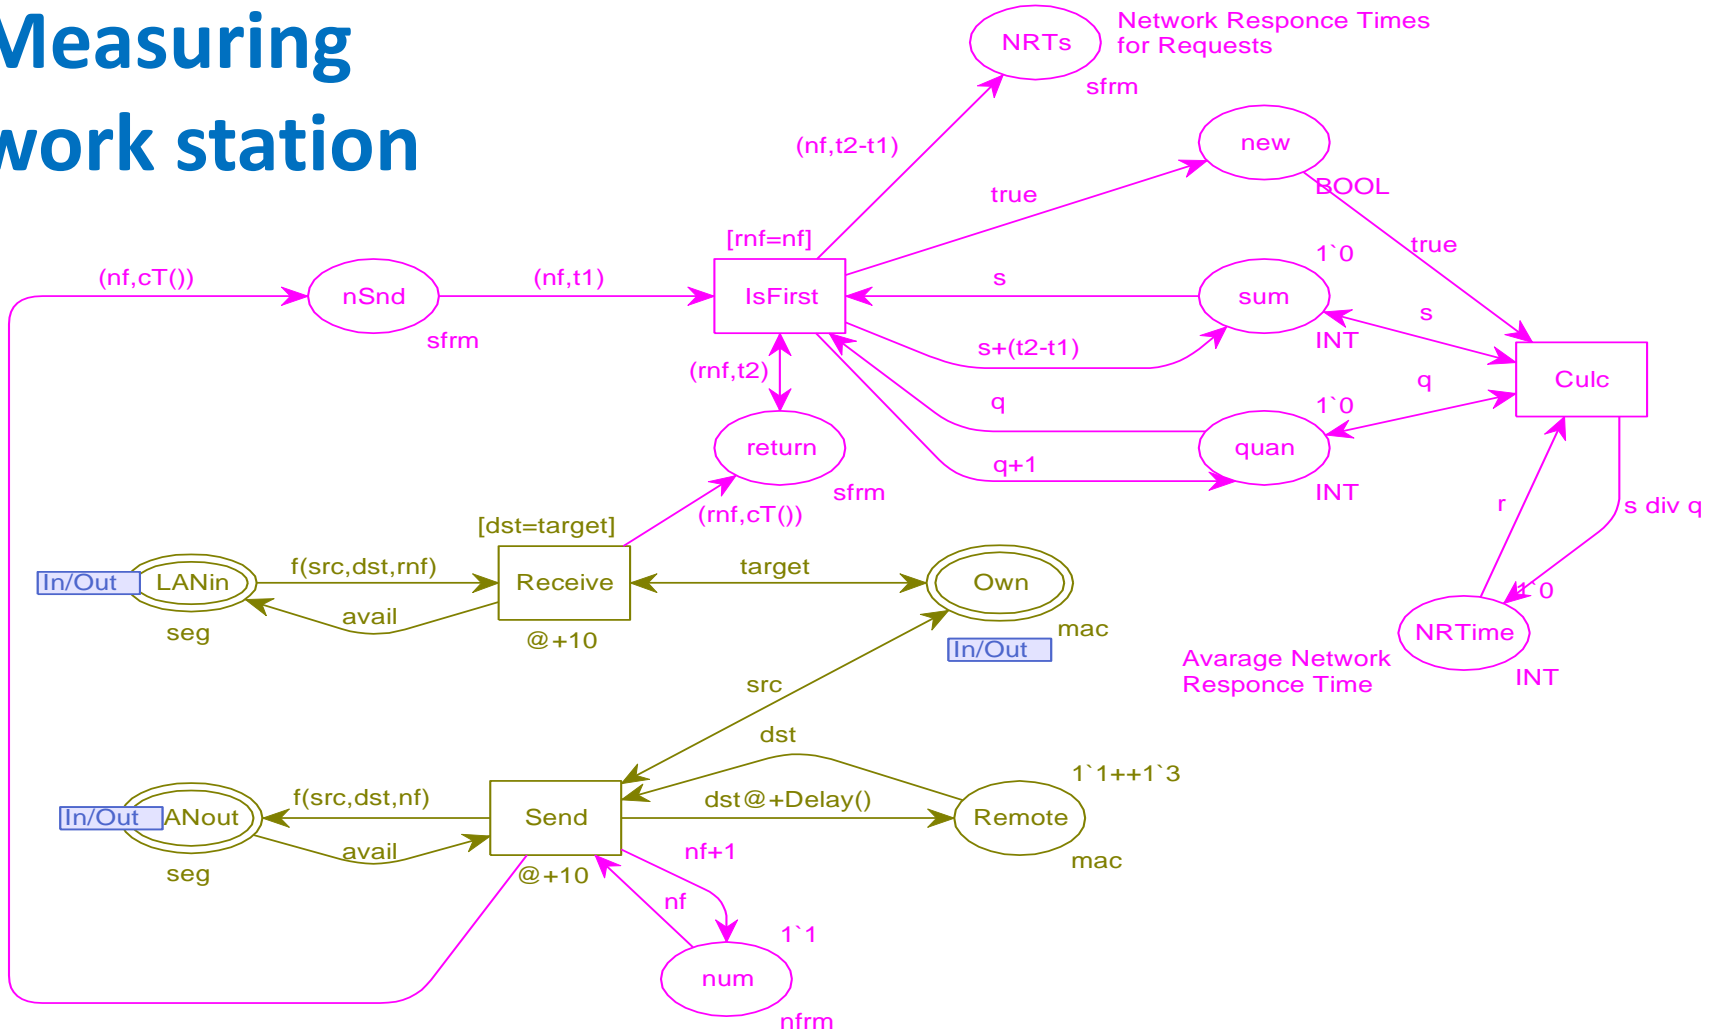 Measuring
work station
NRTs
Network Responce Times
for Requests
sfrm
(nf,t2-t1)
new
BOOL
true
true
[rnf=nf]
(nf,cT())
nSnd
sfrm
(nf,t1)
IsFirst
s
1`0
sum
INT
s
s+(t2-t1)
Culc
(rnf,t2)
q
1`0
quan
INT
q
q+1
return
sfrm
(rnf,cT())
r
s div q
[dst=target]
In/Out
LANin
seg
f(src,dst,rnf)
avail
Receive
@+10
target
Own
mac
In/Out
1`0
NRTime
INT
Avarage Network
Responce Time
src
dst
1`1++1`3
In/Out
ANout
seg
f(src,dst,nf)
avail
Send
@+10
dst@+Delay()
Remote
mac
nf+1
nf
1`1
num
nfrm